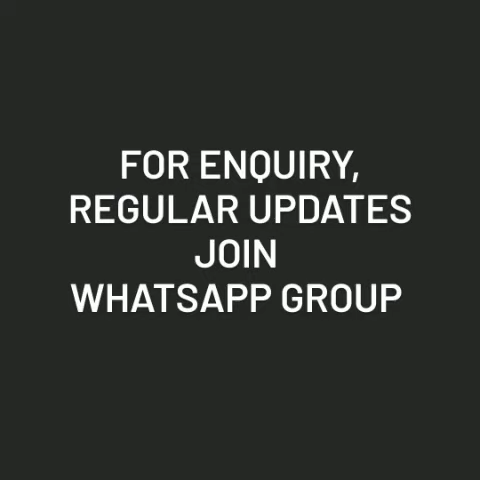 FOR ENQUIRY,
REGULAR UPDATES
JOIN
WHATSAPP GROUP